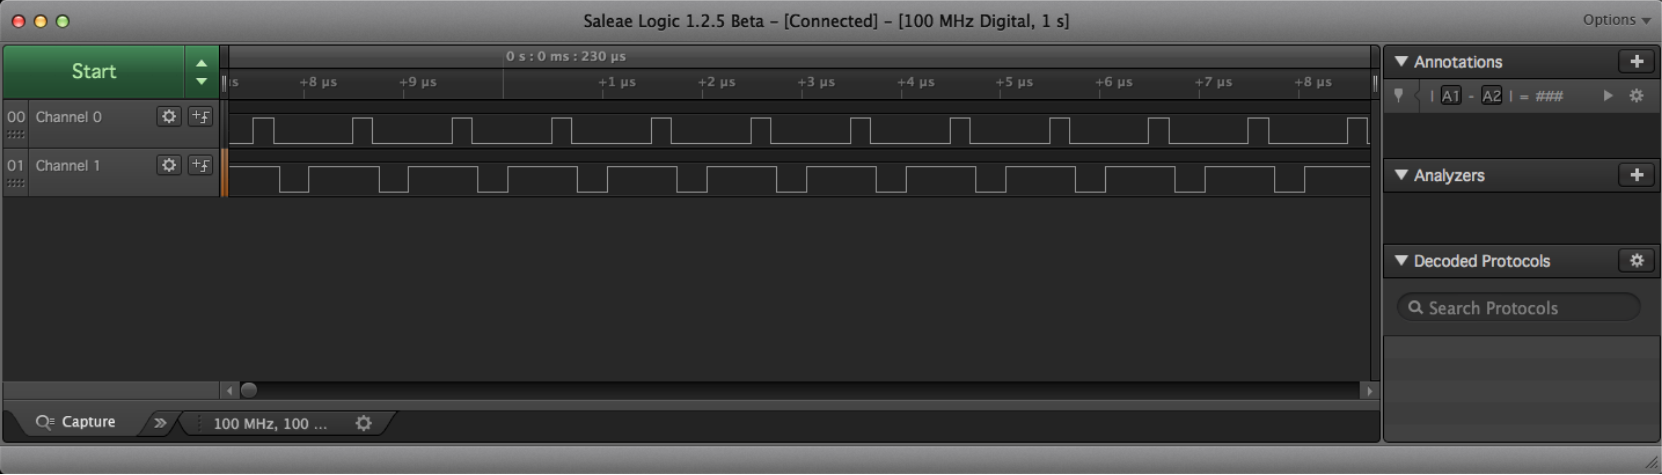 Saleae Logic 1.2.5 Beta – [Connected] – [100 MHz Digital, 1 s]
Options
Start
0 s : 0 ms : 230 µs
+8 µs +9 µs +1 µs +2 µs +3 µs +4 µs +5 µs +6 µs +7 µs +8 µs
00 Channel 0
01 Channel 1
Annotations
| A1 - A2 | = ###
Analyzers
Decoded Protocols
Search Protocols
Capture
100 MHz, 100 ...